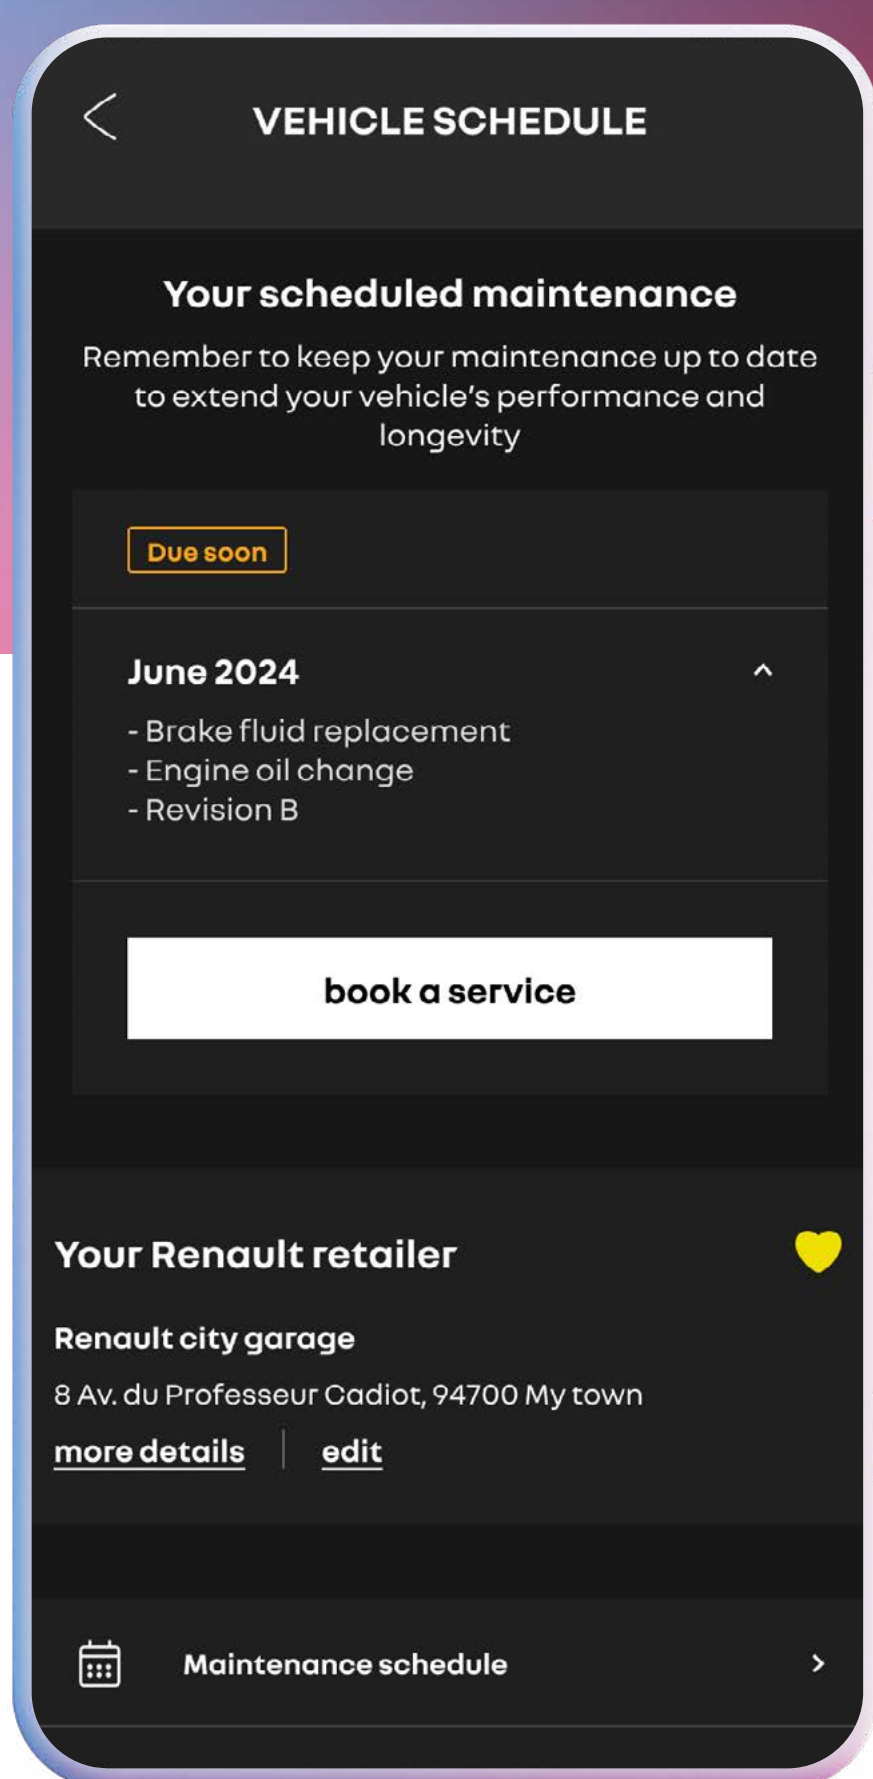 VEHICLE SCHEDULE
Your scheduled maintenance
Remember to keep your maintenance up to date
to extend your vehicle's performance and
longevity
Due soon
June 2024
- Brake fluid replacement
- Engine oil change
- Revision B
book a service
Your Renault retailer
Renault city garage
8 Av. du Professeur Cadiot, 94700 My town
more details | edit
Maintenance schedule